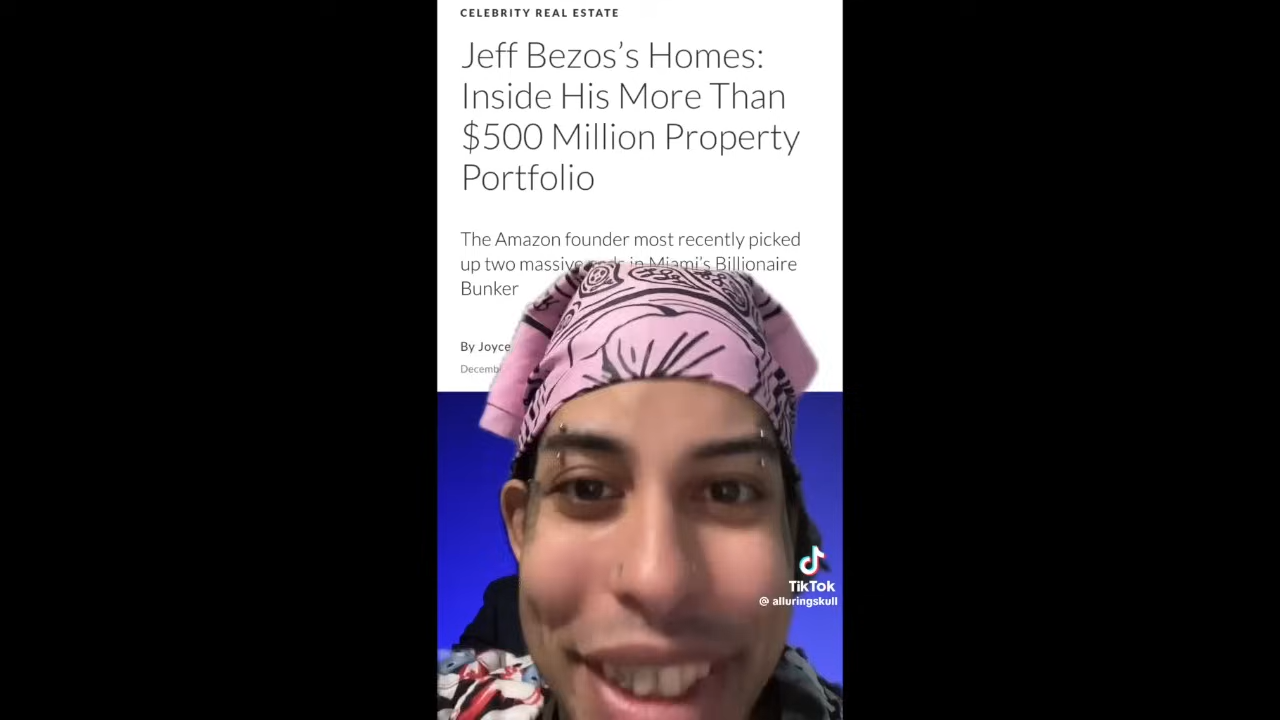 CELEBRITY REAL ESTATE
Jeff Bezos’s Homes:
Inside His More Than
$500 Million Property
Portfolio
The Amazon founder most recently picked
up two massive in Miami’s Billionaire
Bunker
By Joyce
TikTok
@ alluringskull